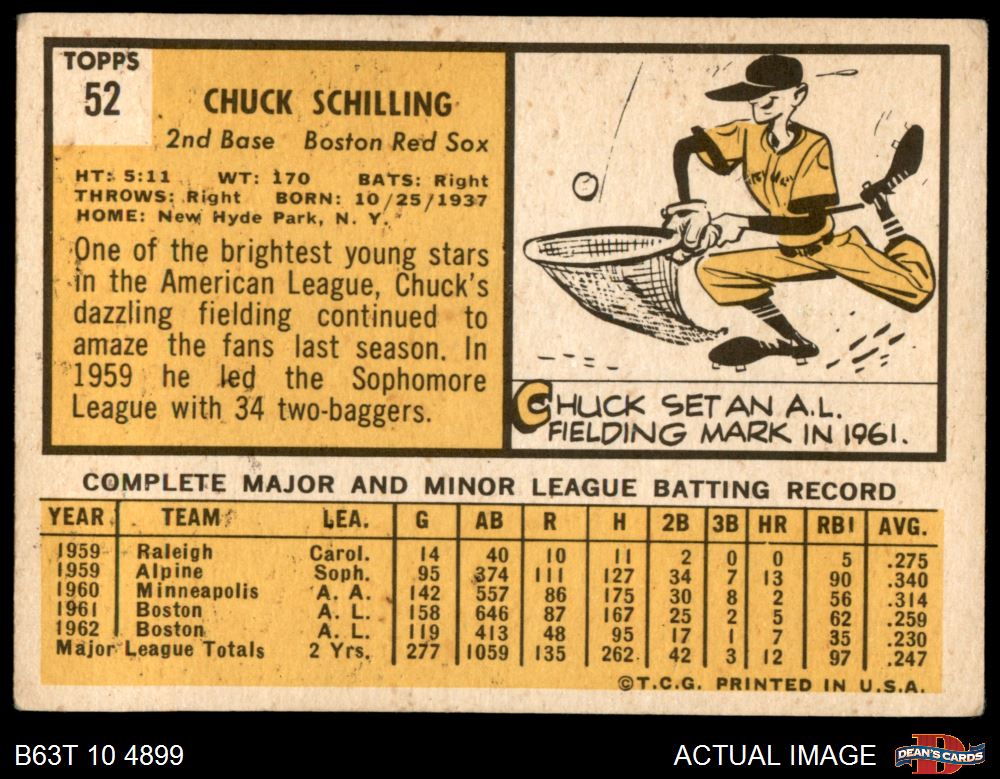 TOPPS
52
CHUCK SCHILLING
2nd Base Boston Red Sox
HT: 5:11 WT: 170 BATS: Right
THROWS: Right BORN: 10/25/1937
HOME: New Hyde Park, N. Y.
One of the brightest young stars
in the American League, Chuck's
dazzling fielding continued to
amaze the fans last season. In
1959 he led the Sophomore
League with 34 two-baggers.
CHUCK SET AN A.L.
FIELDING MARK IN 1961.
COMPLETE MAJOR AND MINOR LEAGUE BATTING RECORD
YEAR TEAM LEA. G AB R H 2B 3B HR RBI AVG.
1959 Raleigh Carol. 14 40 10 11 2 0 0 5 .275
1959 Alpine Soph. 95 374 111 127 34 7 13 90 .340
1960 Minneapolis A. A. 142 557 86 175 30 8 2 56 .314
1961 Boston A. L. 158 646 87 167 25 2 5 62 .259
1962 Boston A. L. 119 413 48 95 17 1 7 35 .230
Major League Totals 2 Yrs. 277 1059 135 262 42 3 12 97 .247
©T.C.G. PRINTED IN U.S.A.
B63T 10 4899 ACTUAL IMAGE DEAN'S CARDS